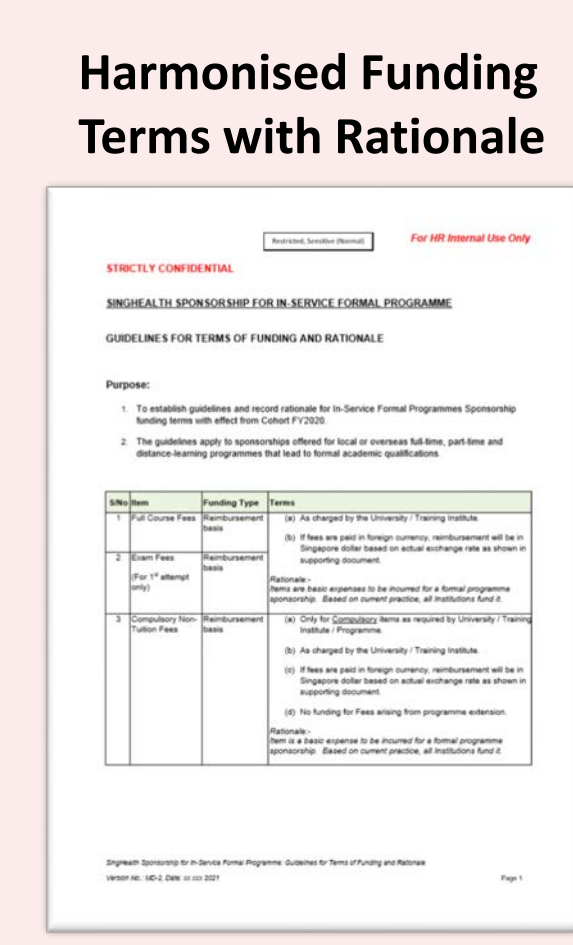 Harmonised Funding
Terms with Rationale
Restricted, Sensitive (Normal)
For HR Internal Use Only
STRICTLY CONFIDENTIAL
SINGHEALTH SPONSORSHIP FOR IN-SERVICE FORMAL PROGRAMME
GUIDELINES FOR TERMS OF FUNDING AND RATIONALE
Purpose:
1. To establish guidelines and record rationale for In-Service Formal Programmes Sponsorship
funding terms with effect from Cohort FY2020.
2. The guidelines apply to sponsorships offered for local or overseas full-time, part-time and
distance-learning programmes that lead to formal academic qualifications.
S/No Item Funding Type Terms
1 Full Course Fees Reimbursement
basis
2 Exam Fees
(For 1st attempt
only)
Reimbursement
basis
(a) As charged by the University / Training Institute.
(b) If fees are paid in foreign currency, reimbursement will be in
Singapore dollar based on actual exchange rate as shown in
supporting document.
Rationale:-
Items are basic expenses to be incurred for a formal programme
sponsorship. Based on current practice, all Institutions fund it.
3 Compulsory Non-
Tuition Fees
Reimbursement
basis
(a) Only for Compulsory items as required by University / Training
Institute / Programme.
(b) As charged by the University / Training Institute.
(c) If fees are paid in foreign currency, reimbursement will be in
Singapore dollar based on actual exchange rate as shown in
supporting document.
(d) No funding for Fees arising from programme extension.
Rationale:-
Item is a basic expense to be incurred for a formal programme
sponsorship. Based on current practice, all Institutions fund it.
SingHealth Sponsorship for In-Service Formal Programme: Guidelines for Terms of Funding and Rationale
Version No.: MD-2, Date: xx xxx 2021
Page 1